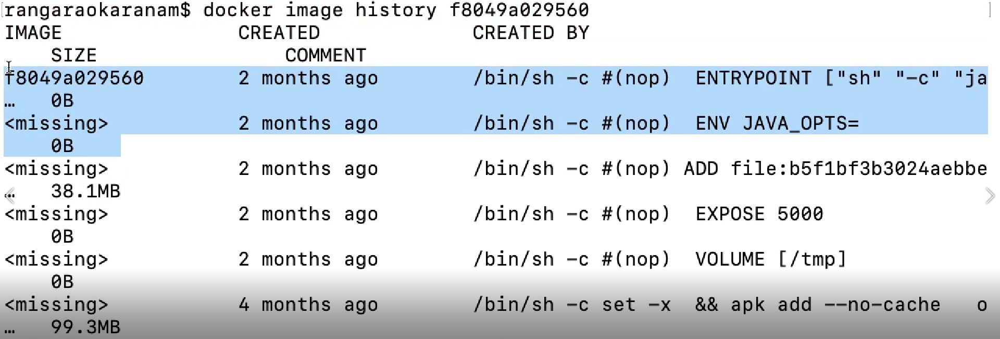 rangaraokaranam$ docker image history f8049a029560
IMAGE CREATED CREATED BY
SIZE COMMENT
f8049a029560 2 months ago /bin/sh -c #(nop) ENTRYPOINT ["sh" "-c" "ja
… 0B
<missing> 2 months ago /bin/sh -c #(nop) ENV JAVA_OPTS=
0B
<missing> 2 months ago /bin/sh -c #(nop) ADD file:b5f1bf3b3024aebbe
… 38.1MB
<missing> 2 months ago /bin/sh -c #(nop) EXPOSE 5000
0B
<missing> 2 months ago /bin/sh -c #(nop) VOLUME [/tmp]
0B
<missing> 4 months ago /bin/sh -c set -x && apk add --no-cache o
… 99.3MB